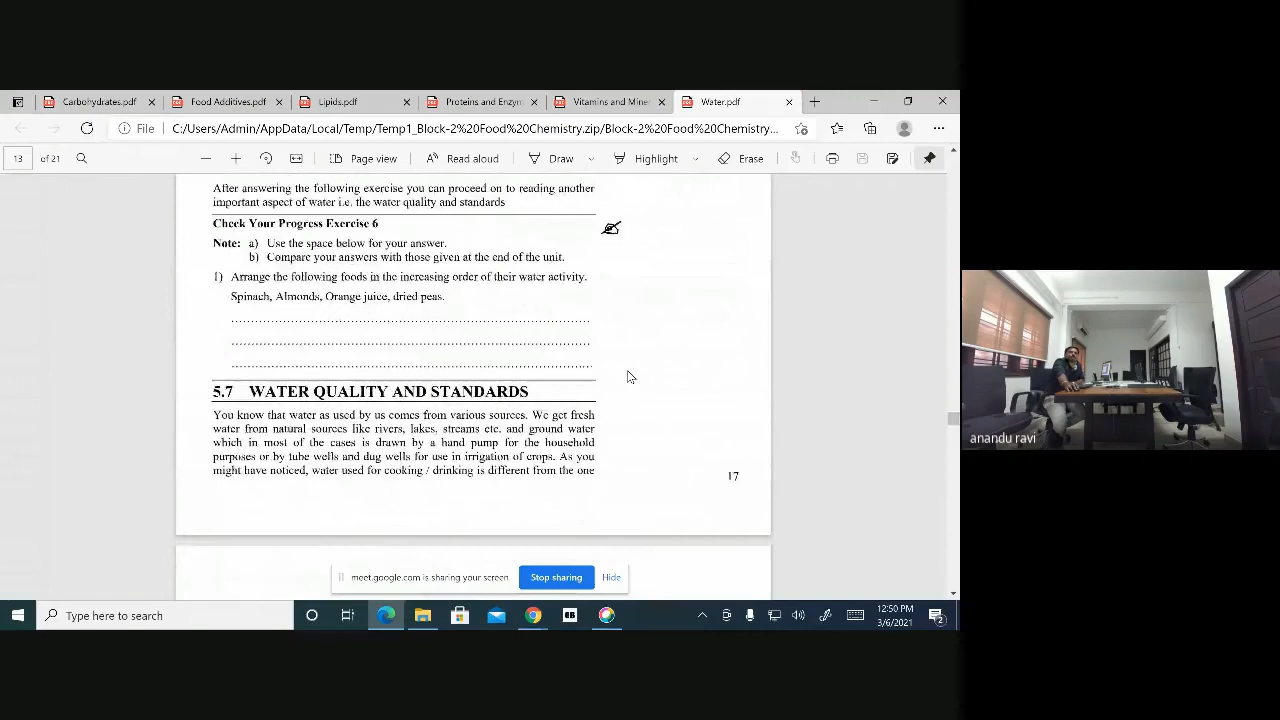 Carbohydrates.pdf
Food Additives.pdf
Lipids.pdf
Proteins and Enzym
Vitamins and Mine
Water.pdf
File
C:/Users/Admin/AppData/Local/Temp/Temp1_Block-2%20Food%20Chemistry.zip/Block-2%20Food%20Chemistry...
13 of 21
Page view
Read aloud
Draw
Highlight
Erase
After answering the following exercise you can proceed on to reading another
important aspect of water i.e. the water quality and standards
Check Your Progress Exercise 6
Note: a) Use the space below for your answer.
b) Compare your answers with those given at the end of the unit.
1) Arrange the following foods in the increasing order of their water activity.
Spinach, Almonds, Orange juice, dried peas.
5.7 WATER QUALITY AND STANDARDS
You know that water as used by us comes from various sources. We get fresh
water from natural sources like rivers, lakes, streams etc. and ground water
which in most of the cases is drawn by a hand pump for the household
purposes or by tube wells and dug wells for use in irrigation of crops. As you
might have noticed, water used for cooking / drinking is different from the one
17
meet.google.com is sharing your screen
Stop sharing
Hide
Type here to search
12:50 PM
3/6/2021
2
anandu ravi